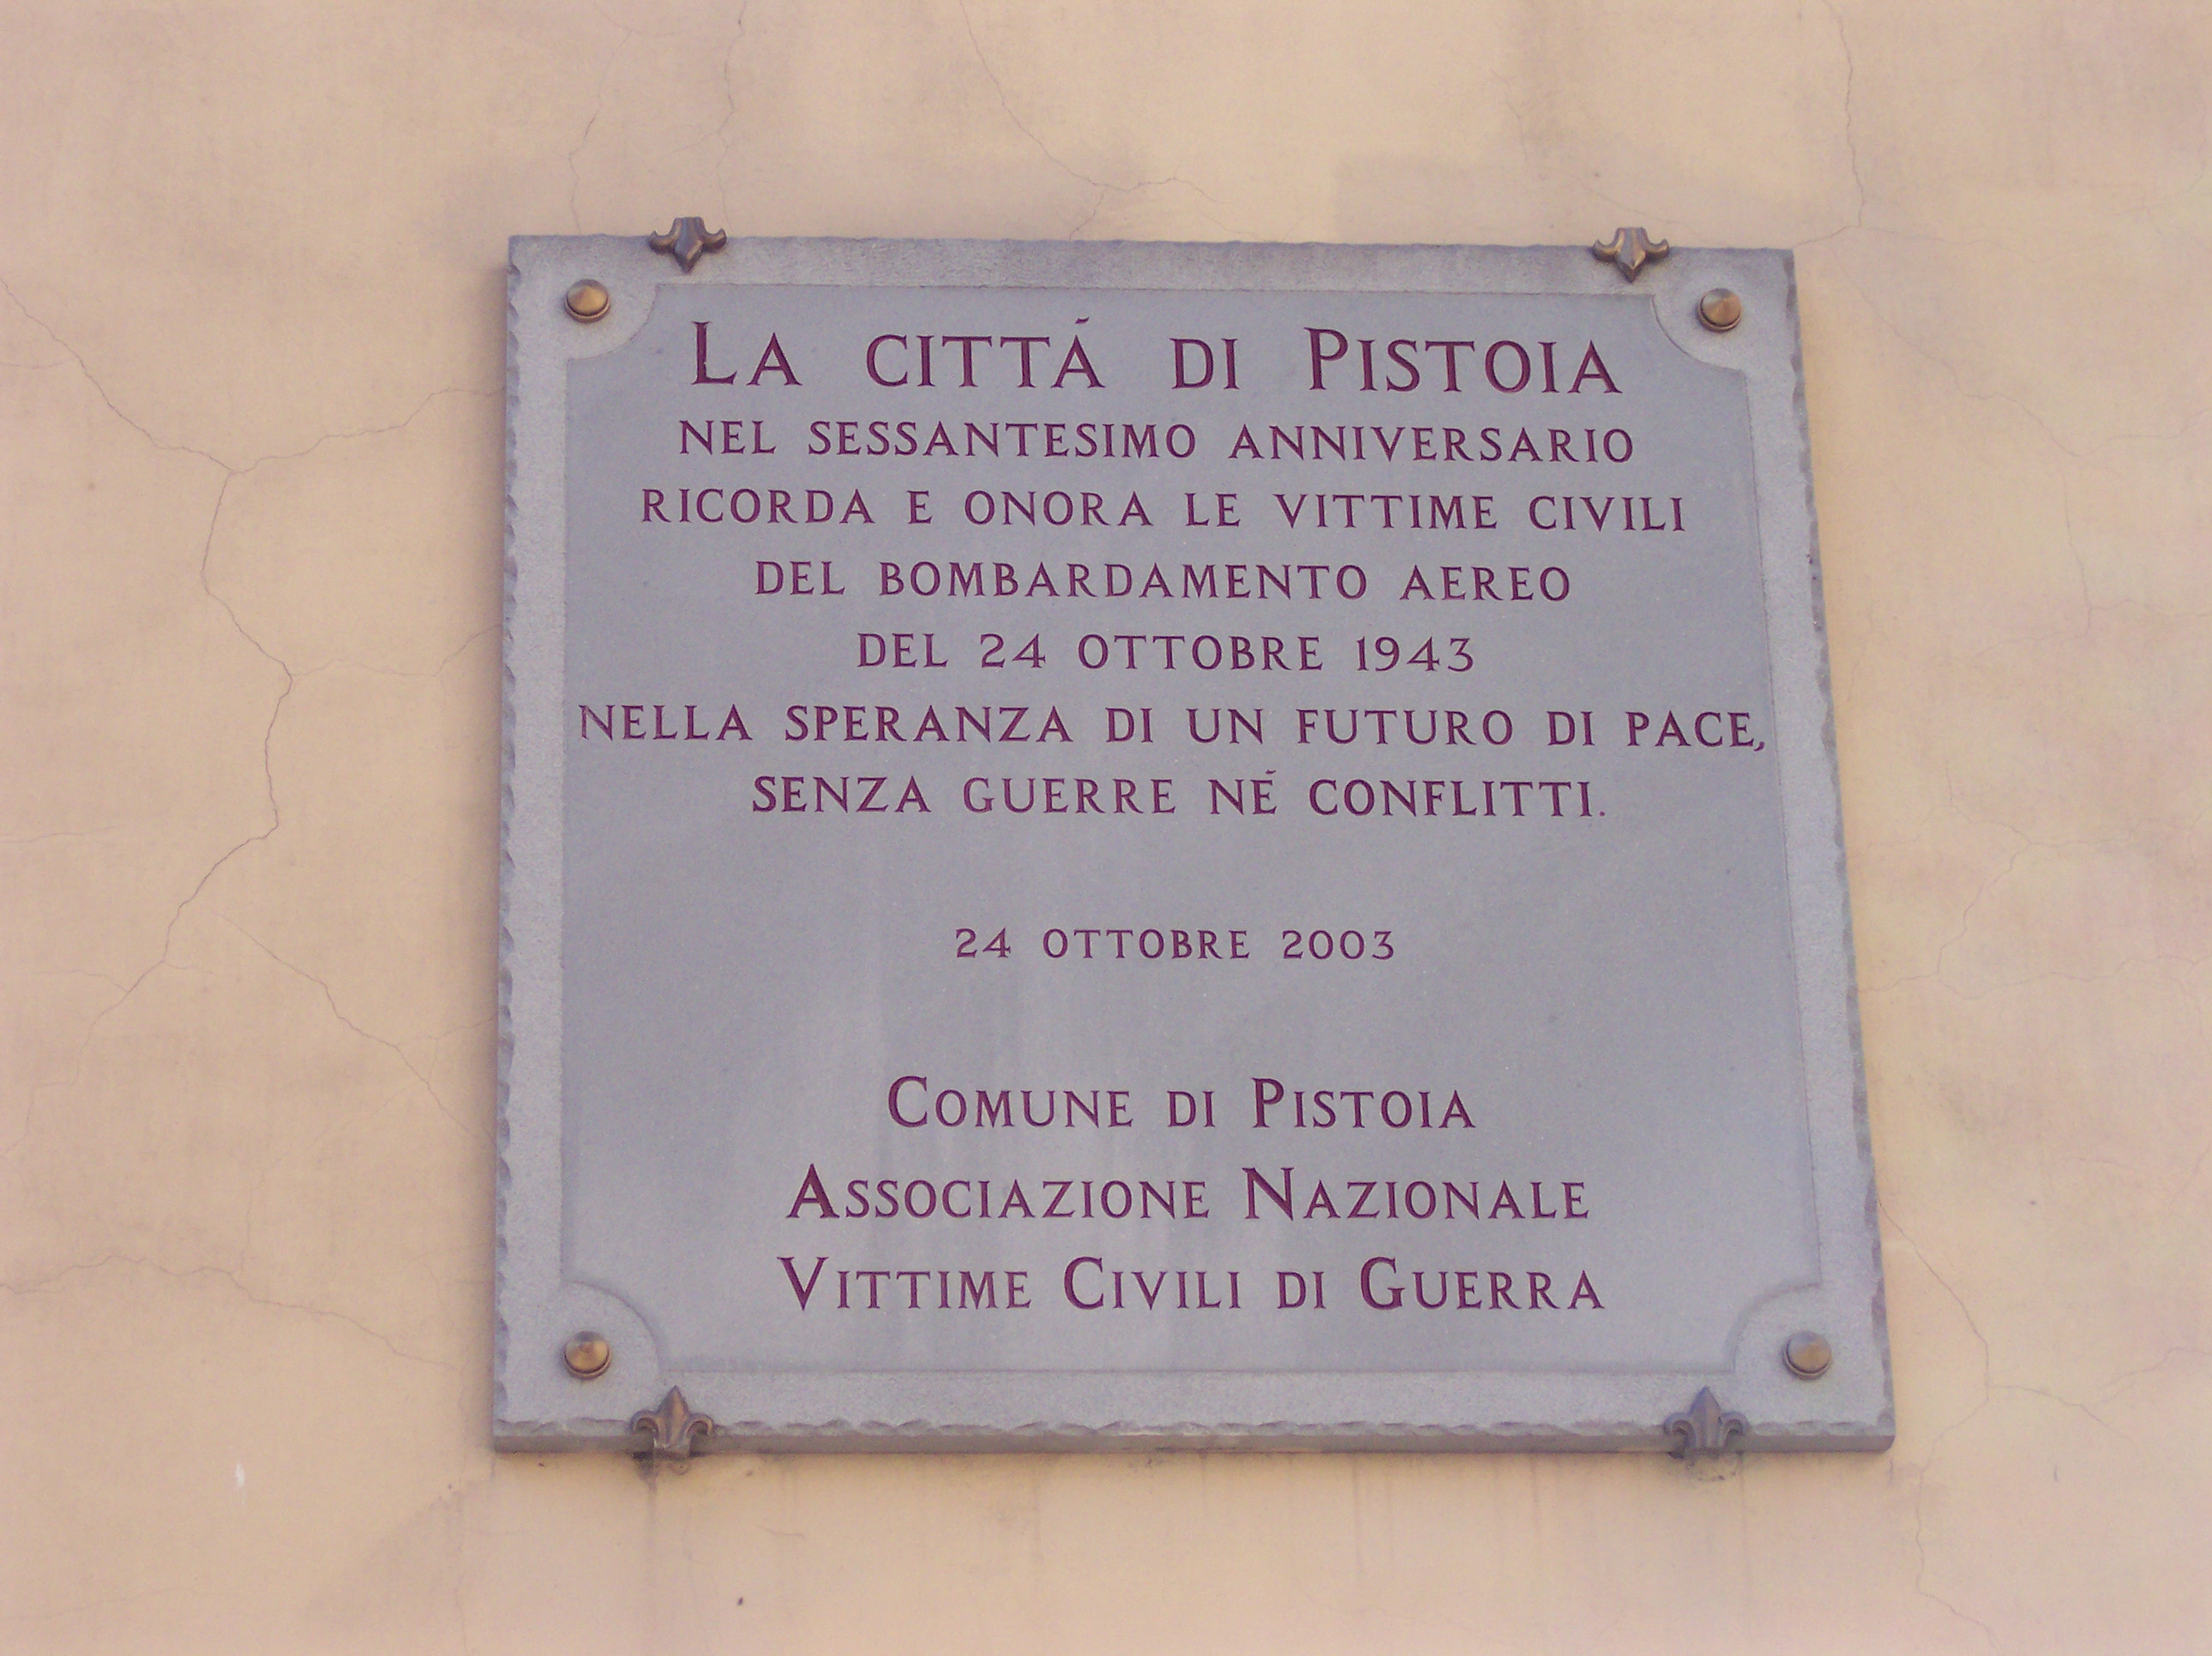 LA CITTÁ DI PISTOIA
NEL SESSANTESIMO ANNIVERSARIO
RICORDA E ONORA LE VITTIME CIVILI
DEL BOMBARDAMENTO AEREO
DEL 24 OTTOBRE 1943
NELLA SPERANZA DI UN FUTURO DI PACE,
SENZA GUERRE NÉ CONFLITTI.
24 OTTOBRE 2003
COMUNE DI PISTOIA
ASSOCIAZIONE NAZIONALE
VITTIME CIVILI DI GUERRA